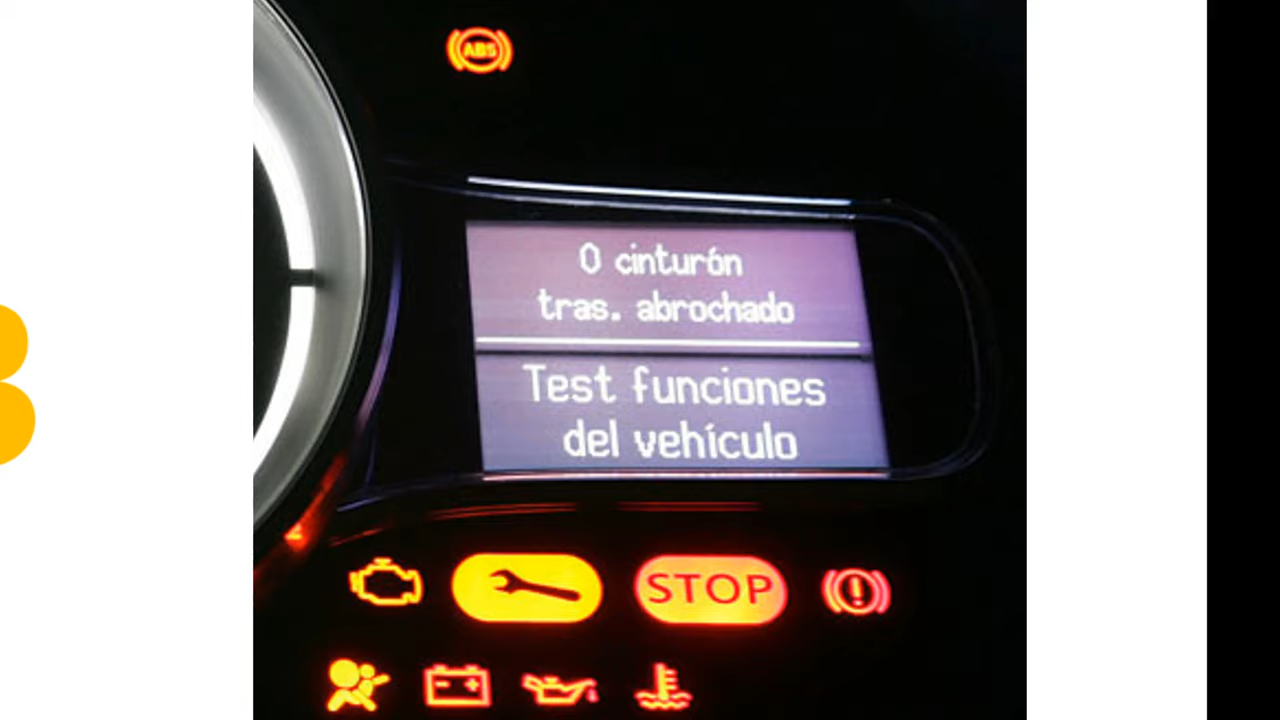 ABS
0 cinturón
tras. abrochado
Test funciones
del vehículo
STOP